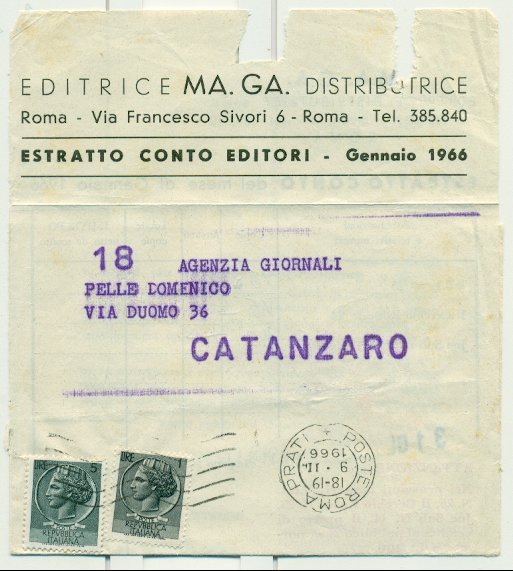 EDITRICE MA. GA. DISTRIBUTRICE
Roma - Via Francesco Sivori 6 - Roma - Tel. 385.840
ESTRATTO CONTO EDITORI - Gennaio 1966
18 AGENZIA GIORNALI
PELLE DOMENICO
VIA DUOMO 36
CATANZARO
LIRE 5
REPVBBLICA
ITALIANA
LIRE 1
REPVBBLICA
ITALIANA
POSTE ROMA PRATI
18-19
9 · II.
1966